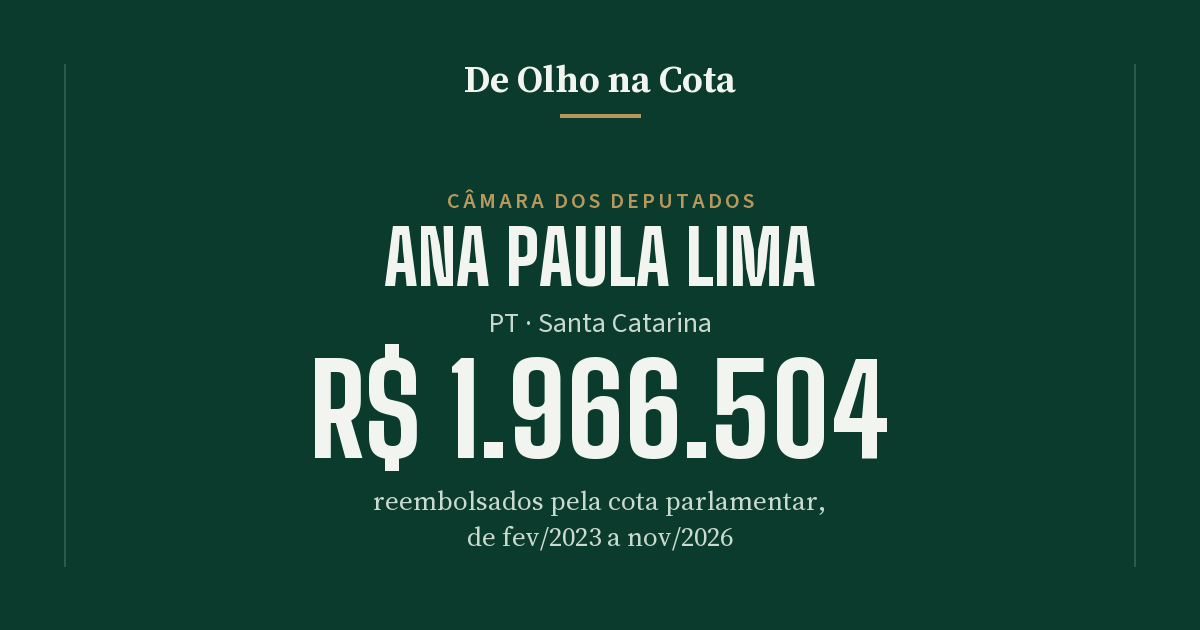 De Olho na Cota
CÂMARA DOS DEPUTADOS
ANA PAULA LIMA
PT · Santa Catarina
R$ 1.966.504
reembolsados pela cota parlamentar,
de fev/2023 a nov/2026